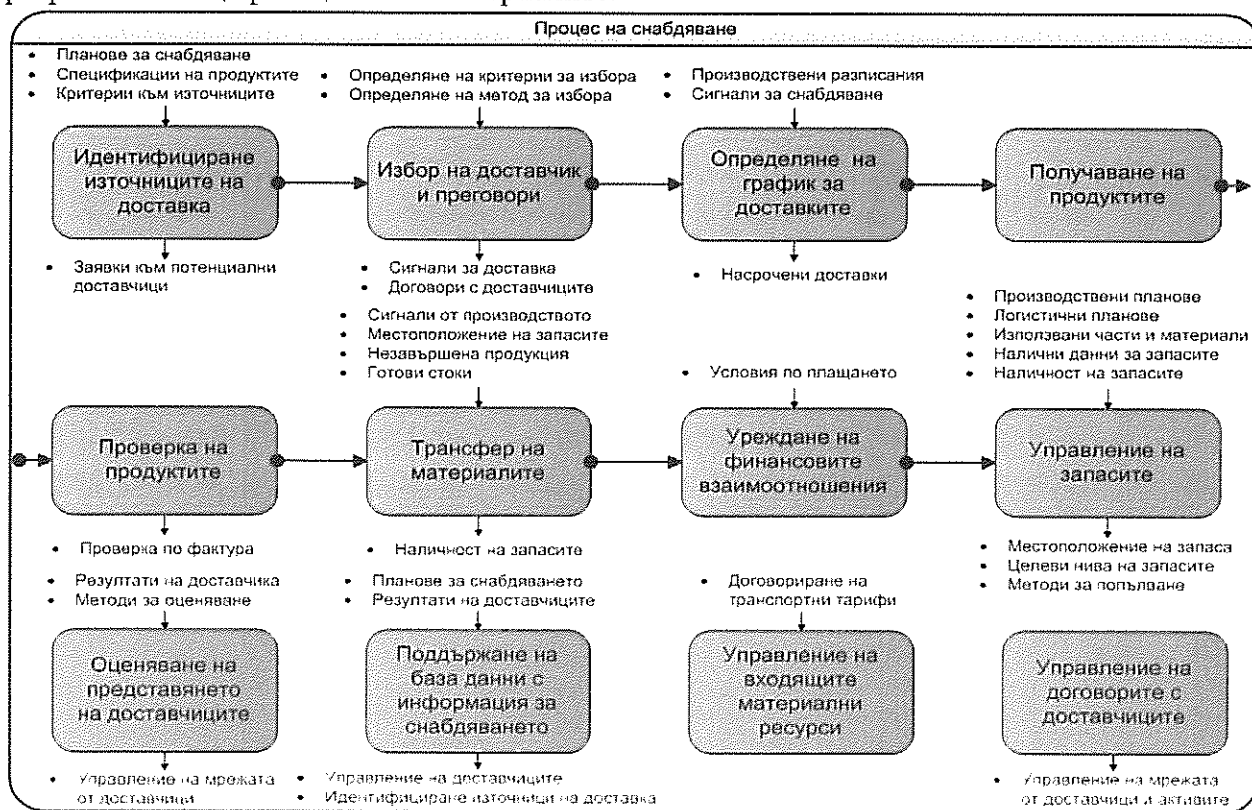 Процес на снабдяване
• Планове за снабдяване
• Спецификации на продуктите
• Критерии към източниците
• Определяне на критерии за избора
• Определяне на метод за избора
• Производствени разписания
• Сигнали за снабдяване
Идентифициране
източниците на
доставка
Избор на доставчик
и преговори
Определяне на
график за
доставките
Получаване на
продуктите
• Заявки към потенциални
доставчици
• Сигнали за доставка
• Договори с доставчиците
• Насрочени доставки
• Сигнали от производството
• Местоположение на запасите
• Незавършена продукция
• Готови стоки
• Условия по плащането
• Производствени планове
• Логистични планове
• Използвани части и материали
• Налични данни за запасите
• Наличност на запасите
Проверка на
продуктите
Трансфер на
материалите
Уреждане на
финансовите
взаимоотношения
Управление на
запасите
• Проверка по фактура
• Наличност на запасите
• Местоположение на запаса
• Целеви нива на запасите
• Методи за попълване
• Резултати на доставчика
• Методи за оценяване
• Планове за снабдяването
• Резултати на доставчиците
• Договориране на
транспортни тарифи
Оценяване на
представянето
на доставчиците
Поддържане на
база данни с
информация за
снабдяването
Управление на
входящите
материални
ресурси
Управление на
договорите с
доставчиците
• Управление на мрежата
от доставчици
• Управление на доставчиците
• Идентифициране източници на доставка
• Управление на мрежата
от доставчици и активите